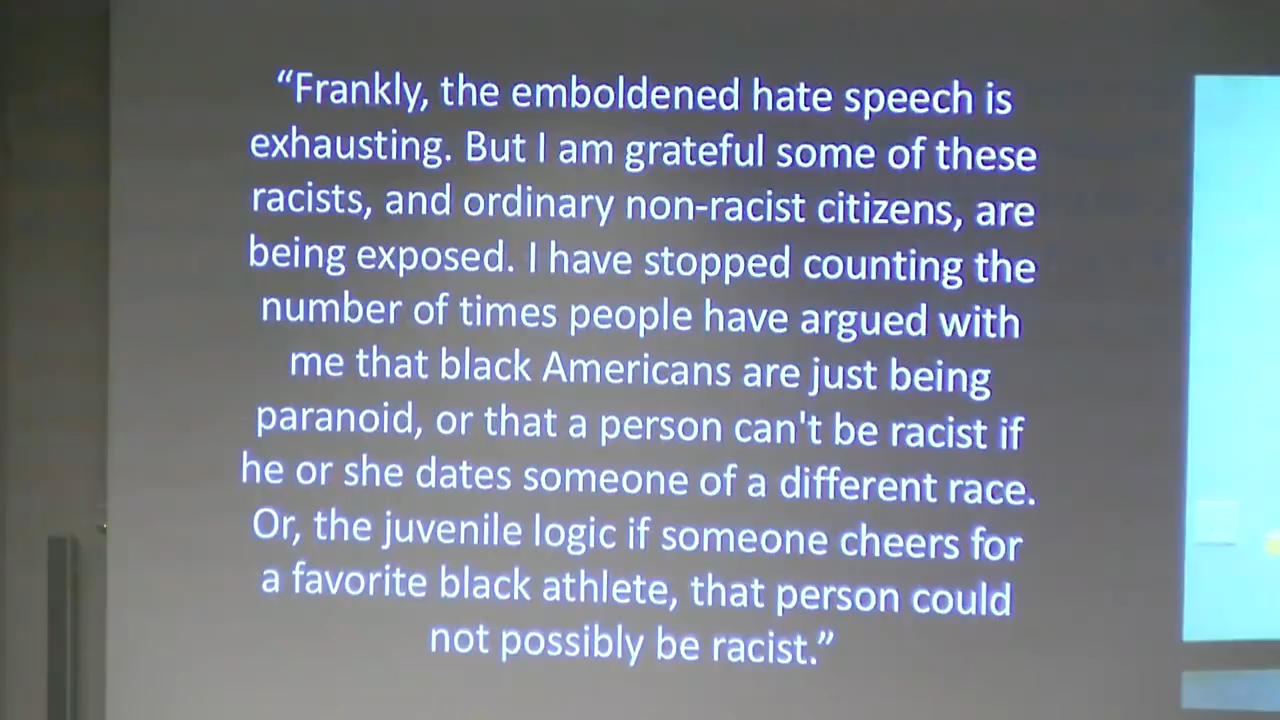 “Frankly, the emboldened hate speech is
exhausting. But I am grateful some of these
racists, and ordinary non-racist citizens, are
being exposed. I have stopped counting the
number of times people have argued with
me that black Americans are just being
paranoid, or that a person can't be racist if
he or she dates someone of a different race.
Or, the juvenile logic if someone cheers for
a favorite black athlete, that person could
not possibly be racist.”